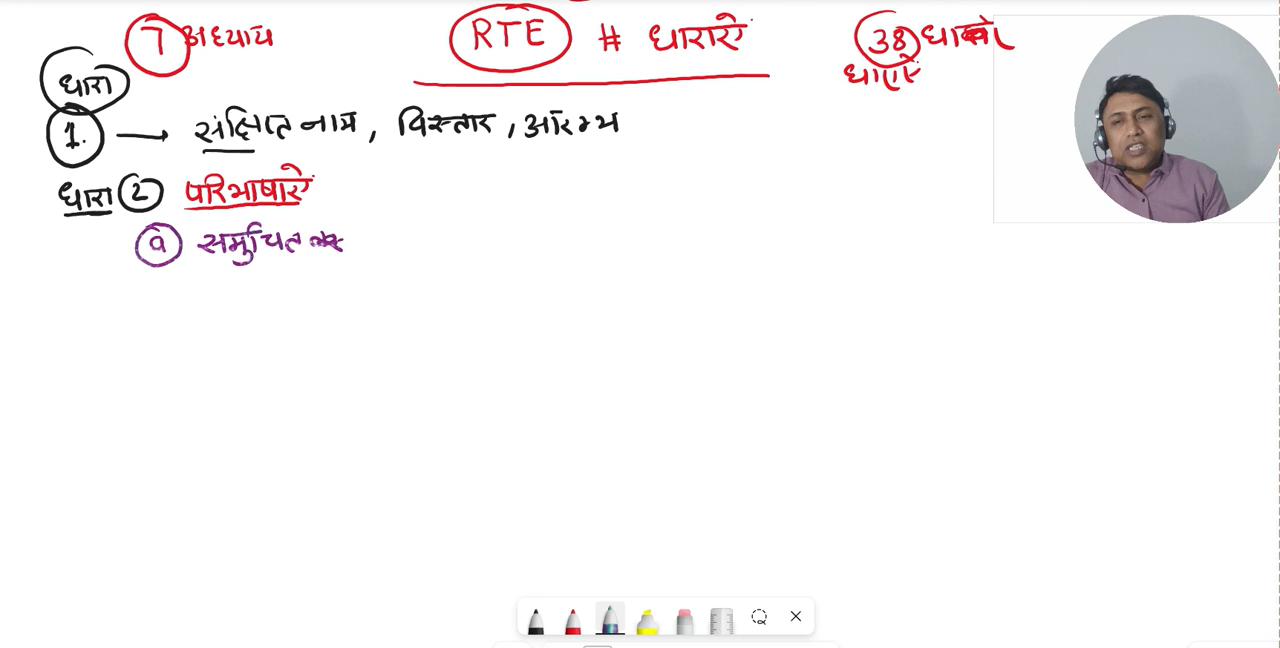 7 अध्याय RTE # धाराऐ 38
धाराऐ
धारा
1. → संक्षिप्त नाम, विस्तार, आरम्भ
धारा 2 परिभाषाऐ
a समुचित